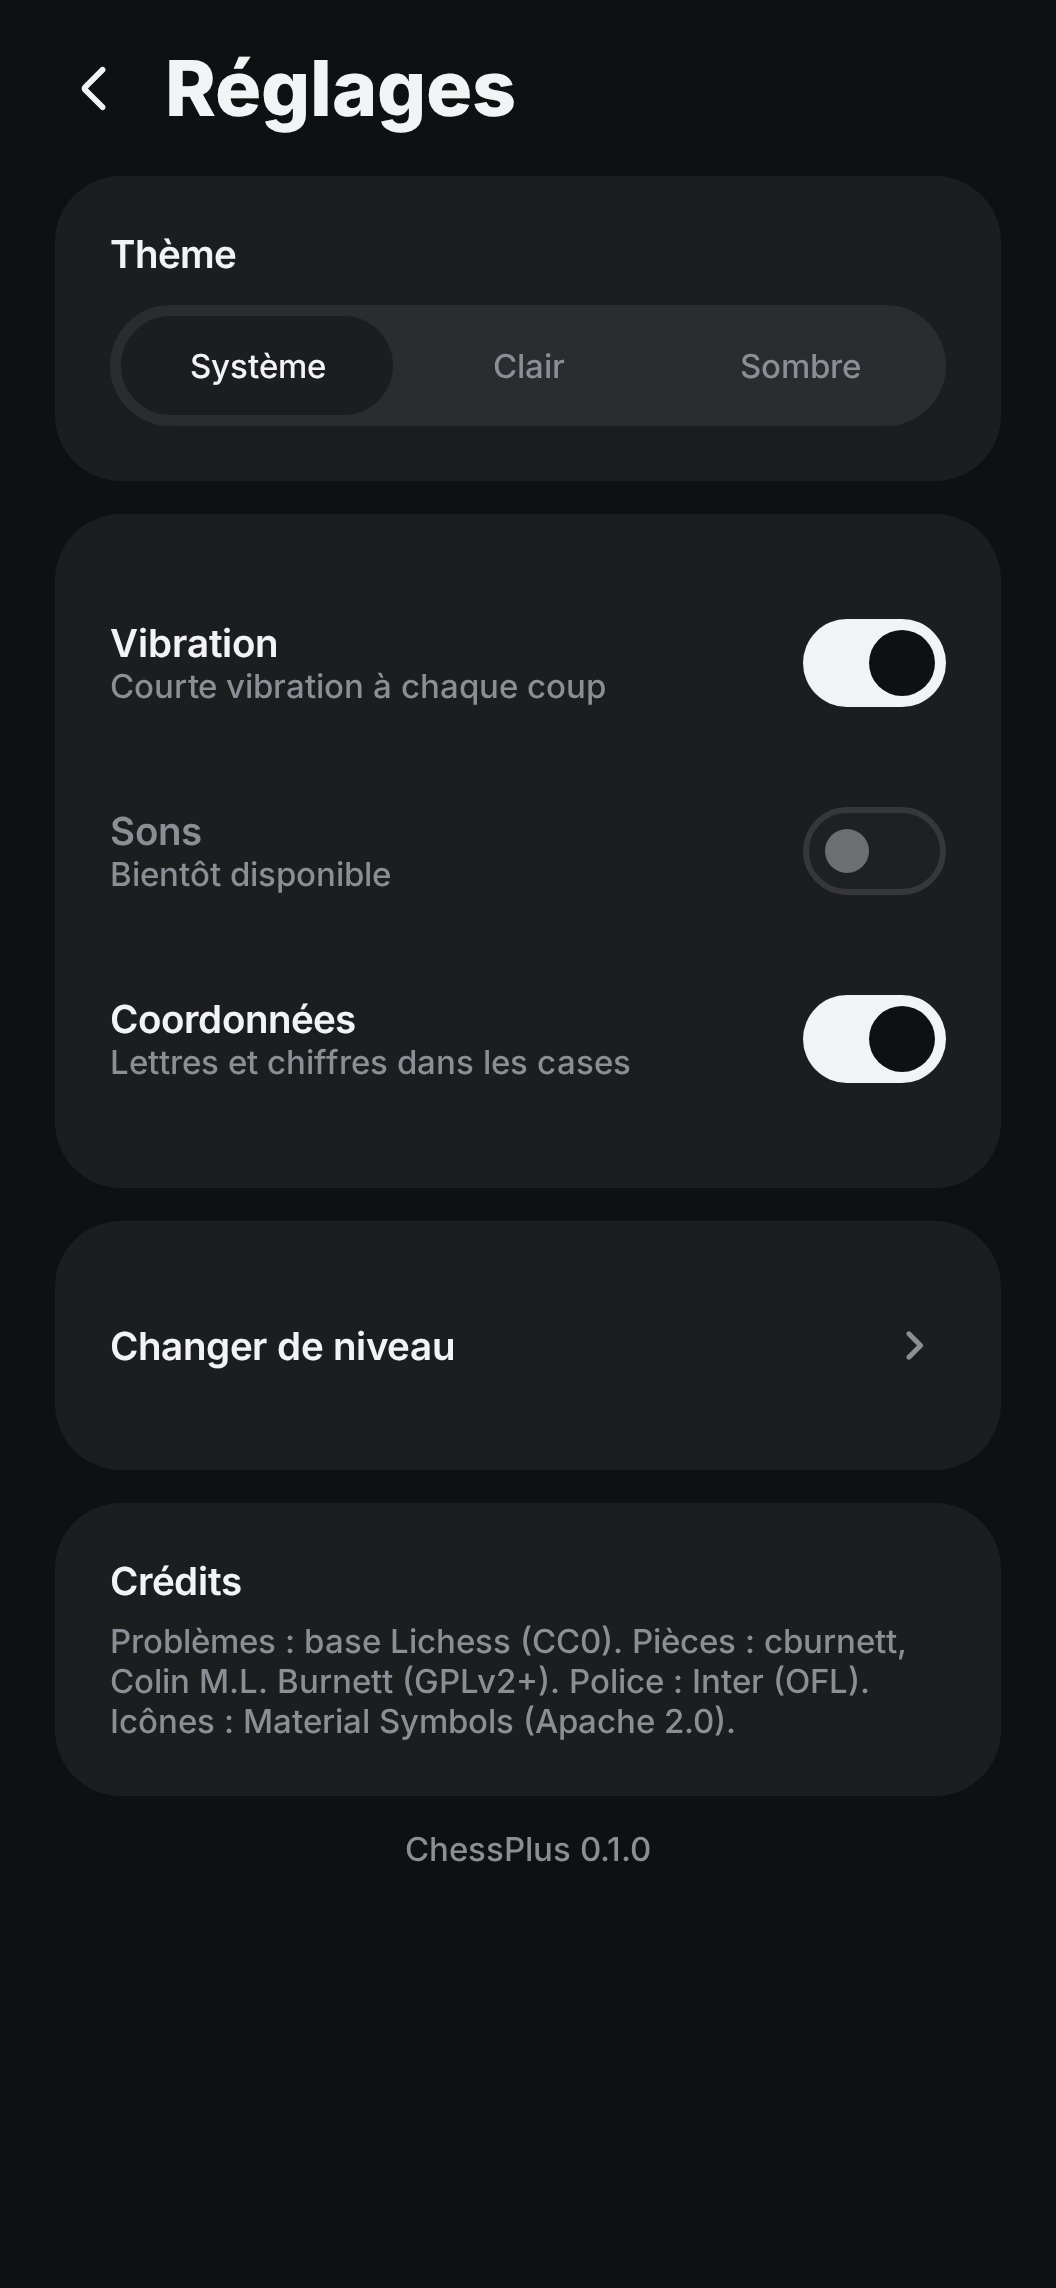 Réglages
Thème
Système
Clair
Sombre
Vibration
Courte vibration à chaque coup
Sons
Bientôt disponible
Coordonnées
Lettres et chiffres dans les cases
Changer de niveau
Crédits
Problèmes : base Lichess (CC0). Pièces : cburnett,
Colin M.L. Burnett (GPLv2+). Police : Inter (OFL).
Icônes : Material Symbols (Apache 2.0).
ChessPlus 0.1.0